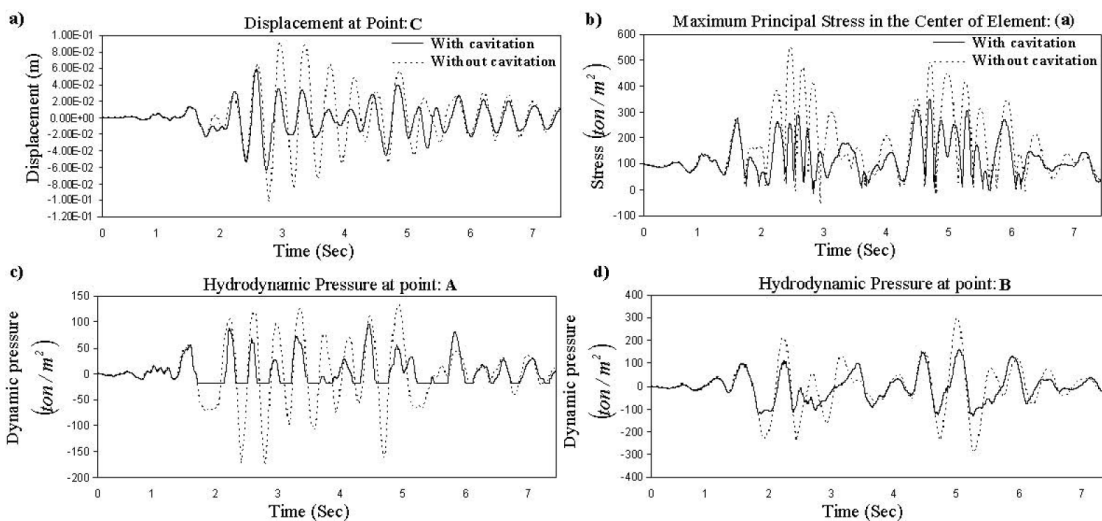 a)
Displacement at Point: C
With cavitation
Without cavitation
Displacement (m)
1.00E-01
8.00E-02
6.00E-02
4.00E-02
2.00E-02
0.00E+00
-2.00E-02
-4.00E-02
-6.00E-02
-8.00E-02
-1.00E-01
-1.20E-01
0 1 2 3 4 5 6 7
Time (Sec)
b)
Maximum Principal Stress in the Center of Element: (a)
With cavitation
Without cavitation
Stress (ton / m²)
600
500
400
300
200
100
0
-100
0 1 2 3 4 5 6 7
Time (Sec)
c)
Hydrodynamic Pressure at point: A
Dynamic pressure
(ton / m²)
150
100
50
0
-50
-100
-150
-200
0 1 2 3 4 5 6 7
Time (Sec)
d)
Hydrodynamic Pressure at point: B
Dynamic pressure
(ton / m²)
400
300
200
100
0
-100
-200
-300
-400
0 1 2 3 4 5 6 7
Time (Sec)